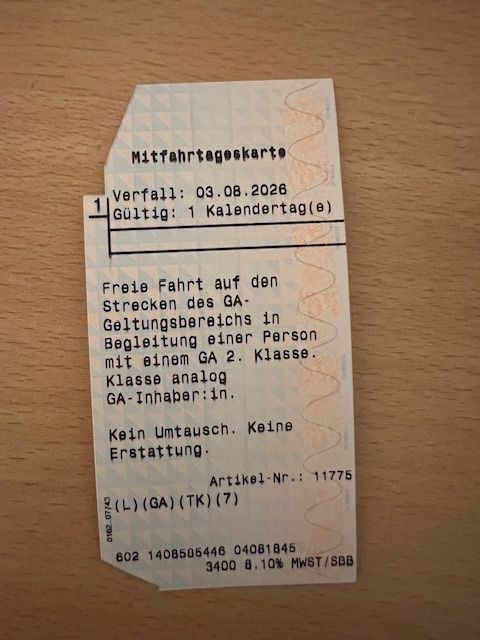 Mitfahrtageskarte
1
Verfall: 03.08.2026
Gültig: 1 Kalendertag(e)
Freie Fahrt auf den
Strecken des GA-
Geltungsbereichs in
Begleitung einer Person
mit einem GA 2. Klasse.
Klasse analog
GA-Inhaber:in.
Kein Umtausch. Keine
Erstattung.
Artikel-Nr.: 11775
(L)(GA)(TK)(7)
0162.07/43
602 1408505446 04081845
3400 8.10% MWST/SBB